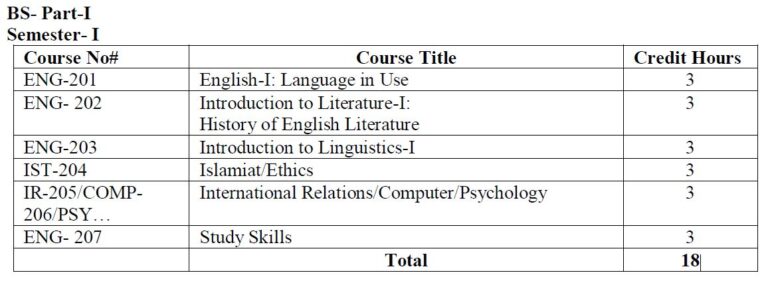 BS- Part-I
Semester- I
Course No# Course Title Credit Hours
ENG-201 English-I: Language in Use 3
ENG- 202 Introduction to Literature-I: 3
History of English Literature
ENG-203 Introduction to Linguistics-I 3
IST-204 Islamiat/Ethics 3
IR-205/COMP- International Relations/Computer/Psychology 3
206/PSY…
ENG- 207 Study Skills 3
Total 18